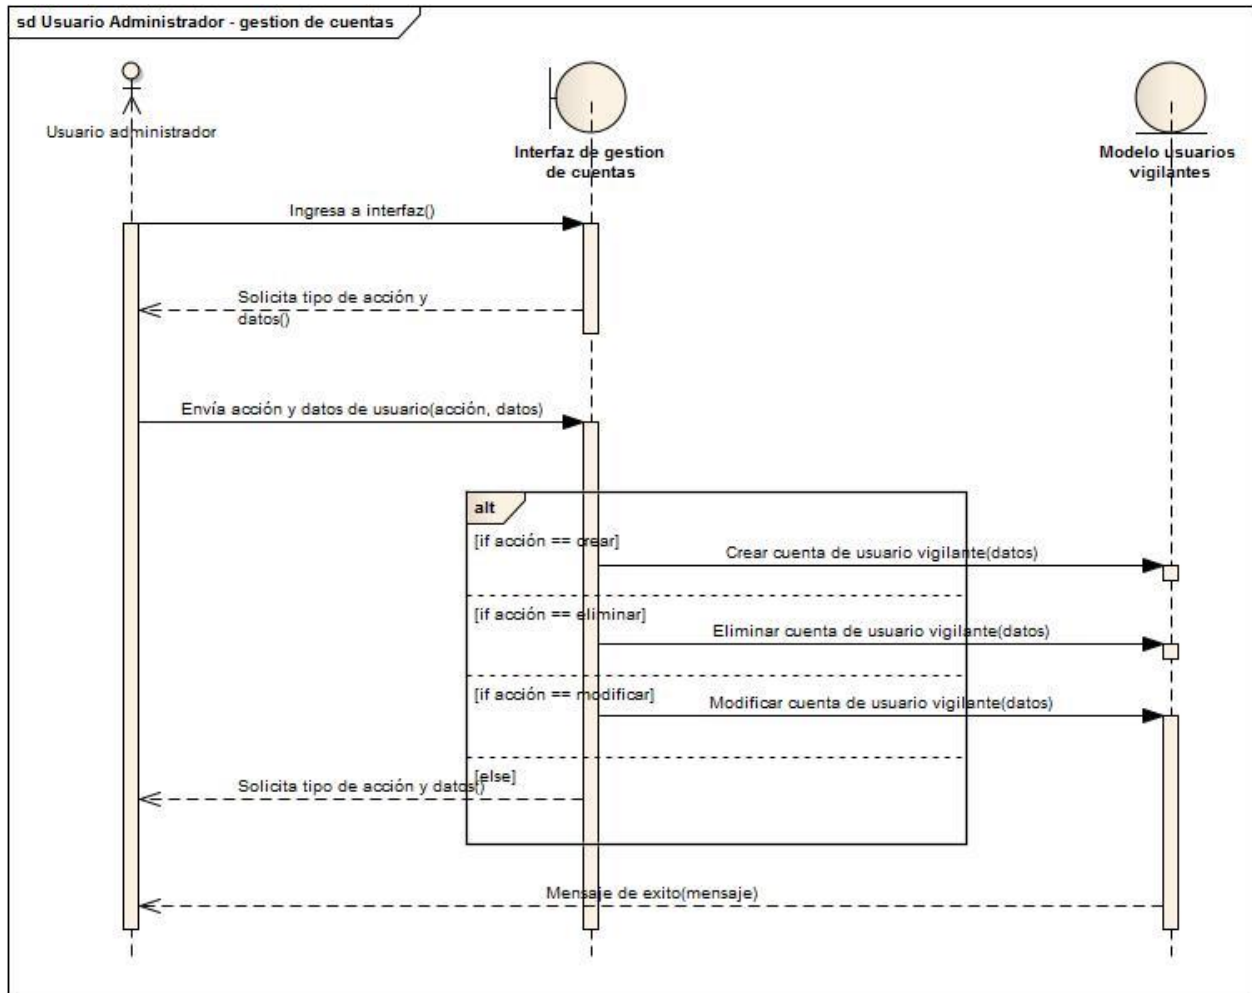 sd Usuario Administrador - gestion de cuentas
Usuario administrador
Interfaz de gestion
de cuentas
Modelo usuarios
vigilantes
Ingresa a interfaz()
Solicita tipo de acción y
datos()
Envía acción y datos de usuario(acción, datos)
alt
[if acción == crear]
Crear cuenta de usuario vigilante(datos)
[if acción == eliminar]
Eliminar cuenta de usuario vigilante(datos)
[if acción == modificar]
Modificar cuenta de usuario vigilante(datos)
[else]
Solicita tipo de acción y datos()
Mensaje de exito(mensaje)